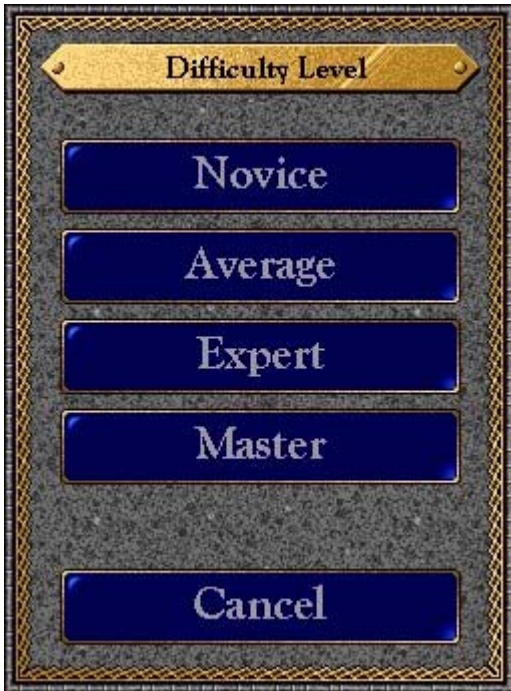 Difficulty Level
Novice
Average
Expert
Master
Cancel